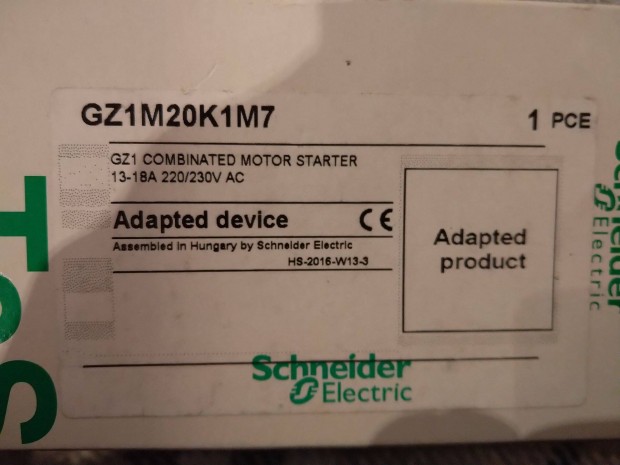 GZ1M20K1M7
1 PCE
GZ1 COMBINATED MOTOR STARTER
13-18A 220/230V AC
Adapted device CE
Assembled in Hungary by Schneider Electric
HS-2016-W13-3
Adapted
product
Schneider
Electric
TeS
Schneider
Electric